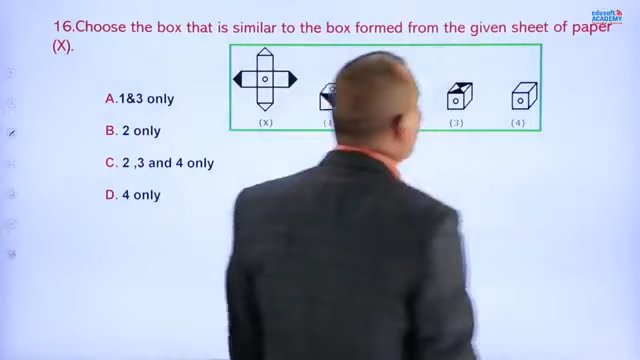 edusoft
ACADEMY
16.Choose the box that is similar to the box formed from the given sheet of paper
(X).
A.1&3 only
B. 2 only
C. 2 ,3 and 4 only
D. 4 only
(X)
(3)
(4)